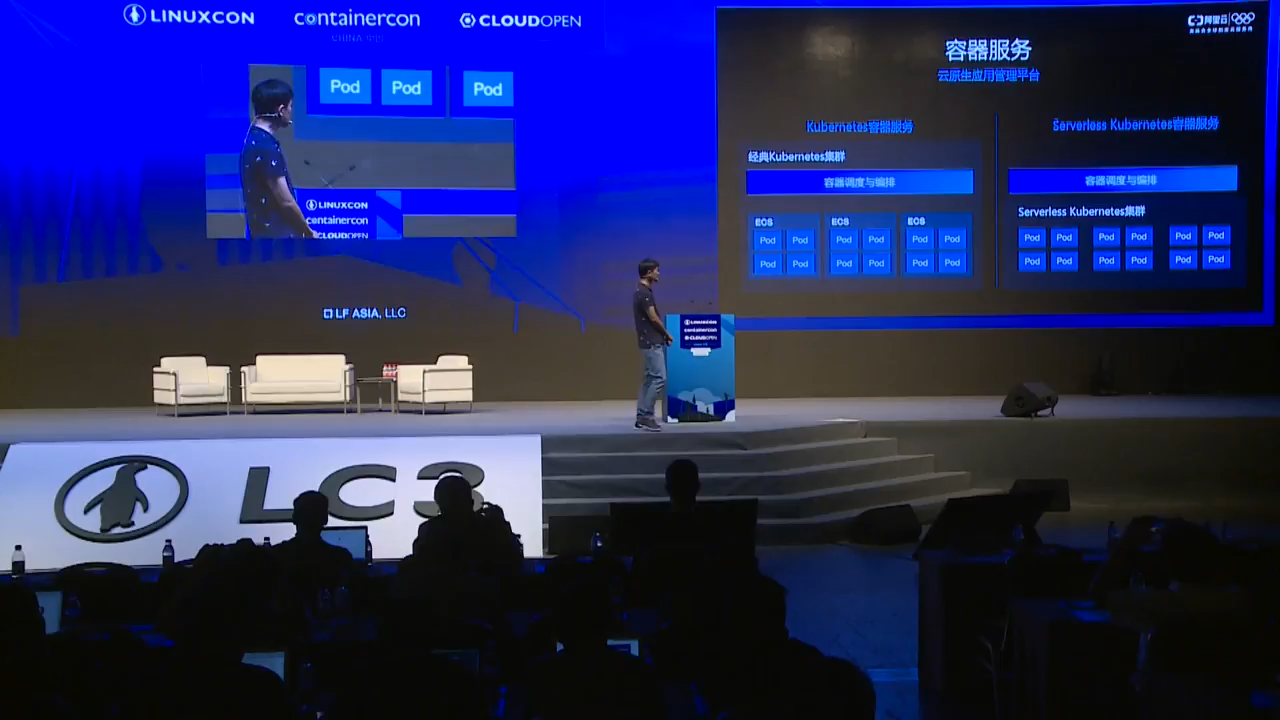 LINUXCON
containercon
CLOUDOPEN
CHINA 中国
Pod Pod Pod
LINUXCON
containercon
CLOUDOPEN
LF ASIA, LLC
阿里云
容器服务
云原生应用管理平台
Kubernetes容器服务
经典Kubernetes集群
容器调度与编排
ECS ECS ECS
Pod Pod Pod Pod Pod Pod
Pod Pod Pod Pod Pod Pod
Serverless Kubernetes容器服务
容器调度与编排
Serverless Kubernetes集群
Pod Pod Pod Pod Pod Pod
Pod Pod Pod Pod Pod Pod
LINUXCON
containercon
CLOUDOPEN
LC3